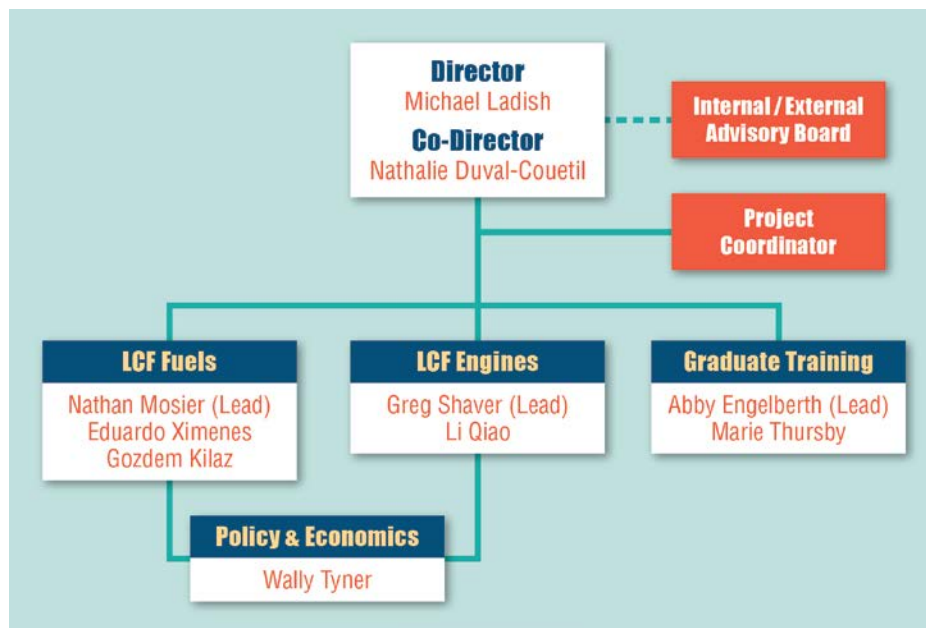 Director
Michael Ladish
Co-Director
Nathalie Duval-Couetil
Internal / External
Advisory Board
Project
Coordinator
LCF Fuels
Nathan Mosier (Lead)
Eduardo Ximenes
Gozdem Kilaz
LCF Engines
Greg Shaver (Lead)
Li Qiao
Graduate Training
Abby Engelberth (Lead)
Marie Thursby
Policy & Economics
Wally Tyner